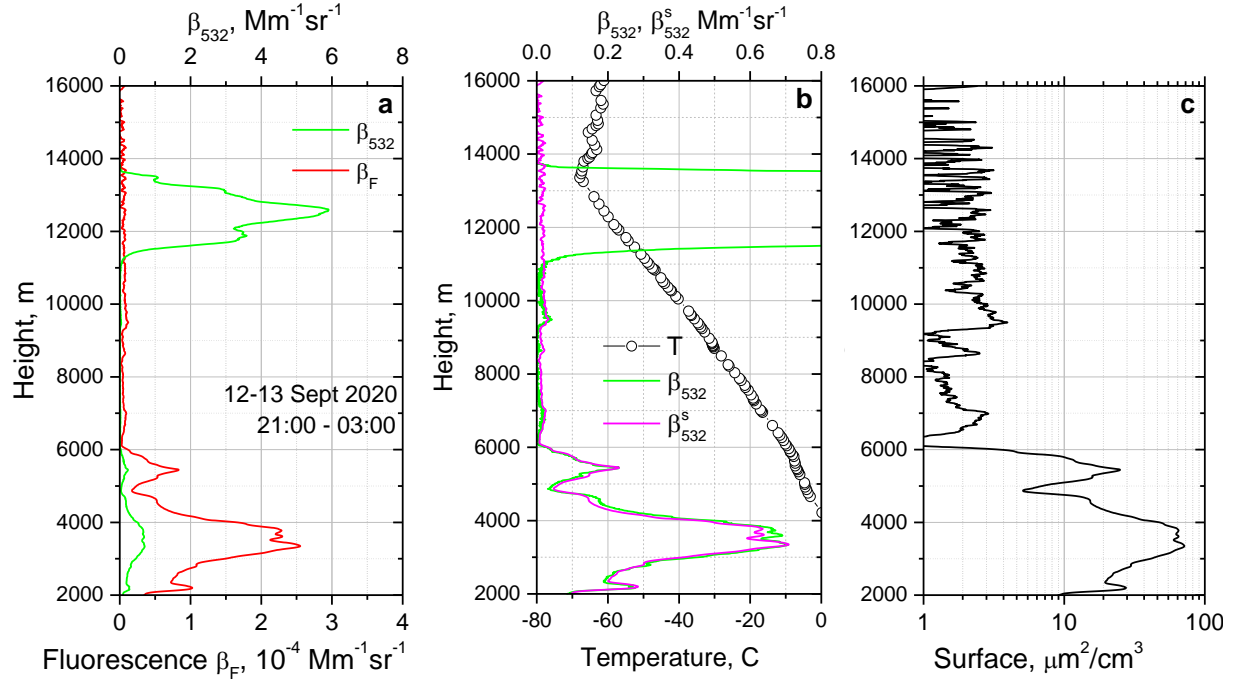 β532, Mm-1sr-1
0 2 4 6 8
16000
14000
12000
10000
8000
6000
4000
2000
Height, m
a
β532
βF
12-13 Sept 2020
21:00 - 03:00
0 1 2 3 4
Fluorescence βF, 10-4 Mm-1sr-1
β532, βs532 Mm-1sr-1
0.0 0.2 0.4 0.6 0.8
16000
14000
12000
10000
8000
6000
4000
2000
Height, m
b
T
β532
βs532
-80 -60 -40 -20 0
Temperature, C
16000
14000
12000
10000
8000
6000
4000
2000
c
1 10 100
Surface, μm2/cm3